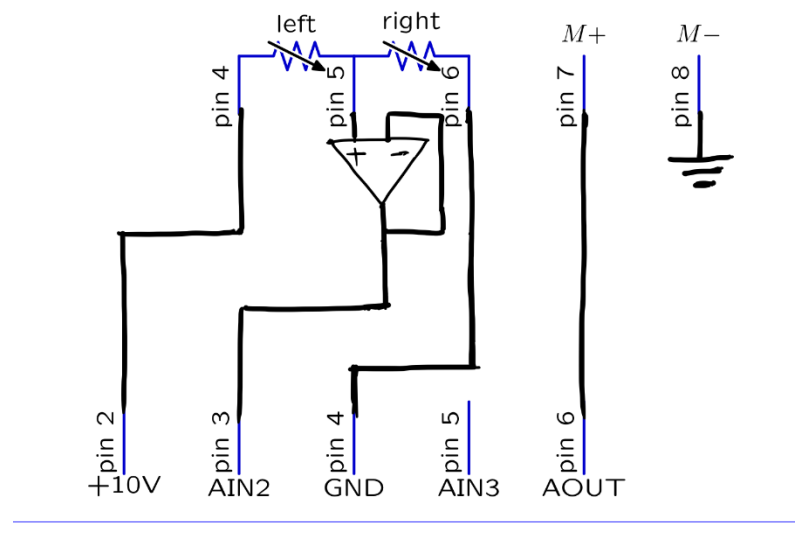 left right M+ M−
pin 4 pin 5 pin 6 pin 7 pin 8
+ −
pin 2 pin 3 pin 4 pin 5 pin 6
+10V AIN2 GND AIN3 AOUT